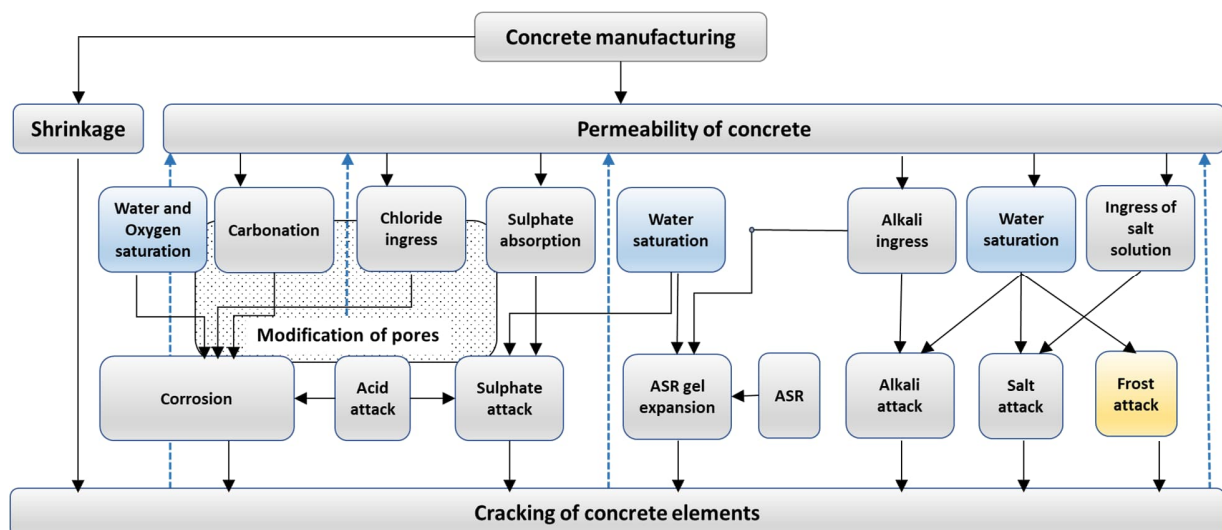 Concrete manufacturing
Shrinkage
Permeability of concrete
Water and
Oxygen
saturation
Carbonation
Chloride
ingress
Sulphate
absorption
Water
saturation
Alkali
ingress
Water
saturation
Ingress of
salt
solution
Modification of pores
Corrosion
Acid
attack
Sulphate
attack
ASR gel
expansion
ASR
Alkali
attack
Salt
attack
Frost
attack
Cracking of concrete elements